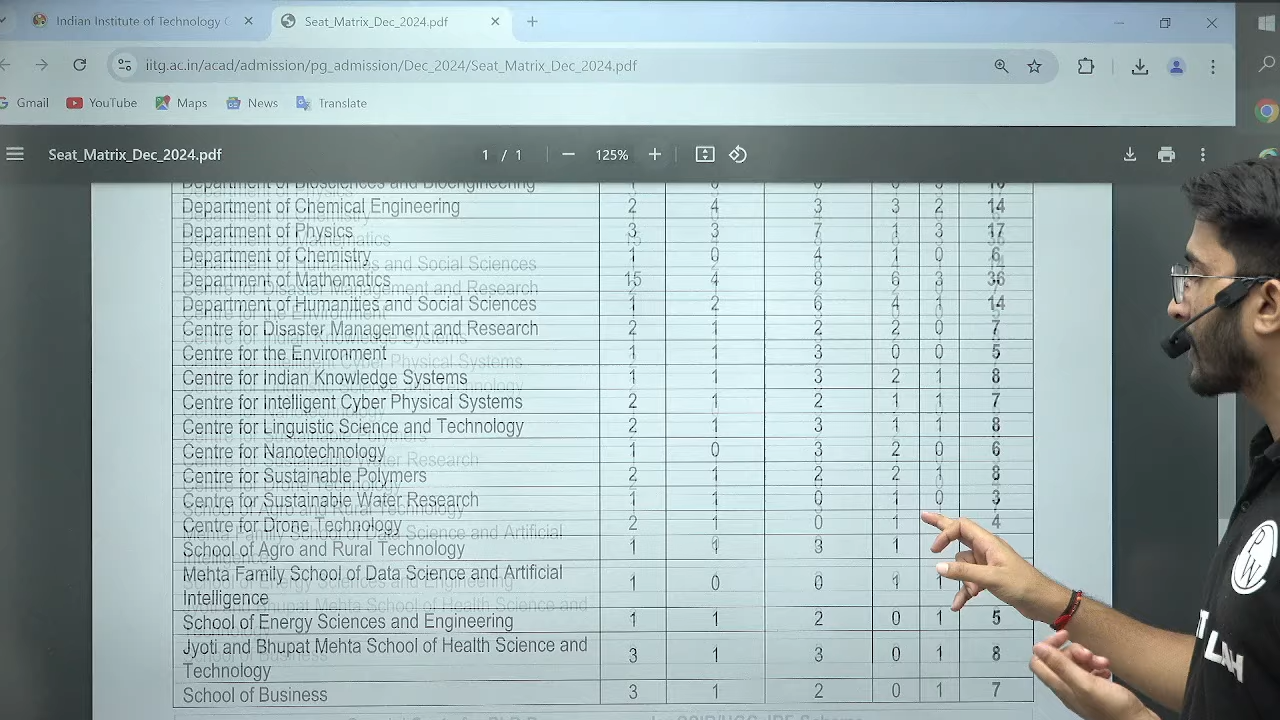 Indian Institute of Technology
Seat_Matrix_Dec_2024.pdf
iitg.ac.in/acad/admission/pg_admission/Dec_2024/Seat_Matrix_Dec_2024.pdf
Gmail YouTube Maps News Translate
Seat_Matrix_Dec_2024.pdf 1 / 1 125%
Department of Biosciences and Bioengineering
Department of Chemical Engineering 2 4 3 3 2 14
Department of Physics 3 3 7 1 3 17
Department of Chemistry 1 0 4 1 0 6
Department of Mathematics 15 4 8 6 3 36
Department of Humanities and Social Sciences 1 2 6 4 1 14
Centre for Disaster Management and Research 2 1 2 2 0 7
Centre for the Environment 1 1 3 0 0 5
Centre for Indian Knowledge Systems 1 1 3 2 1 8
Centre for Intelligent Cyber Physical Systems 2 1 2 1 1 7
Centre for Linguistic Science and Technology 2 1 3 1 1 8
Centre for Nanotechnology 1 0 3 2 0 6
Centre for Sustainable Polymers 2 1 2 2 1 8
Centre for Sustainable Water Research 1 1 0 1 0 3
Centre for Drone Technology 2 1 0 1 4
School of Agro and Rural Technology 1 1 3 1
Mehta Family School of Data Science and Artificial
Intelligence 1 0 0 1 1
School of Energy Sciences and Engineering 1 1 2 0 1 5
Jyoti and Bhupat Mehta School of Health Science and
Technology 3 1 3 0 1 8
School of Business 3 1 2 0 1 7
PW